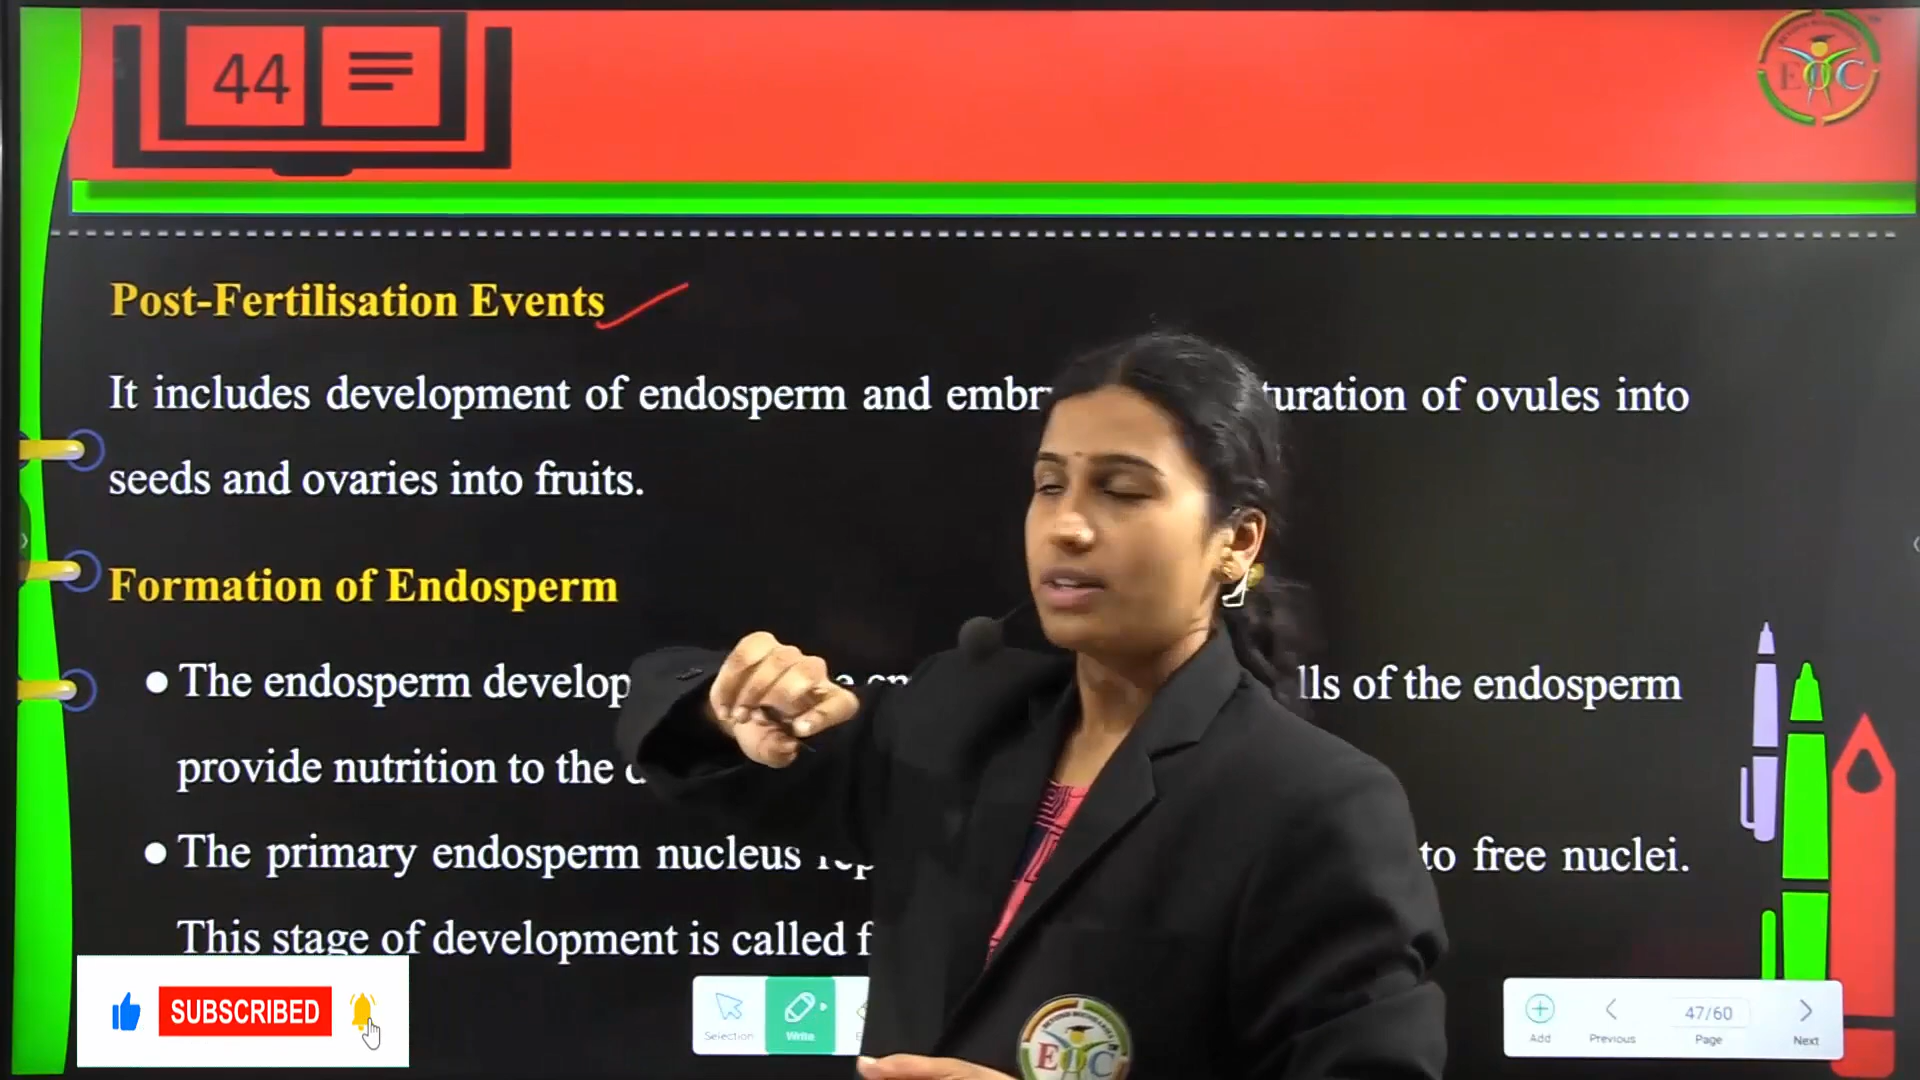 44
EOC
Post-Fertilisation Events
It includes development of endosperm and embr turation of ovules into
seeds and ovaries into fruits.
Formation of Endosperm
● The endosperm develop lls of the endosperm
provide nutrition to the
● The primary endosperm nucleus to free nuclei.
This stage of development is called f
SUBSCRIBED
Selection
Write
Add
Previous
47/60
Page
Next
EOC